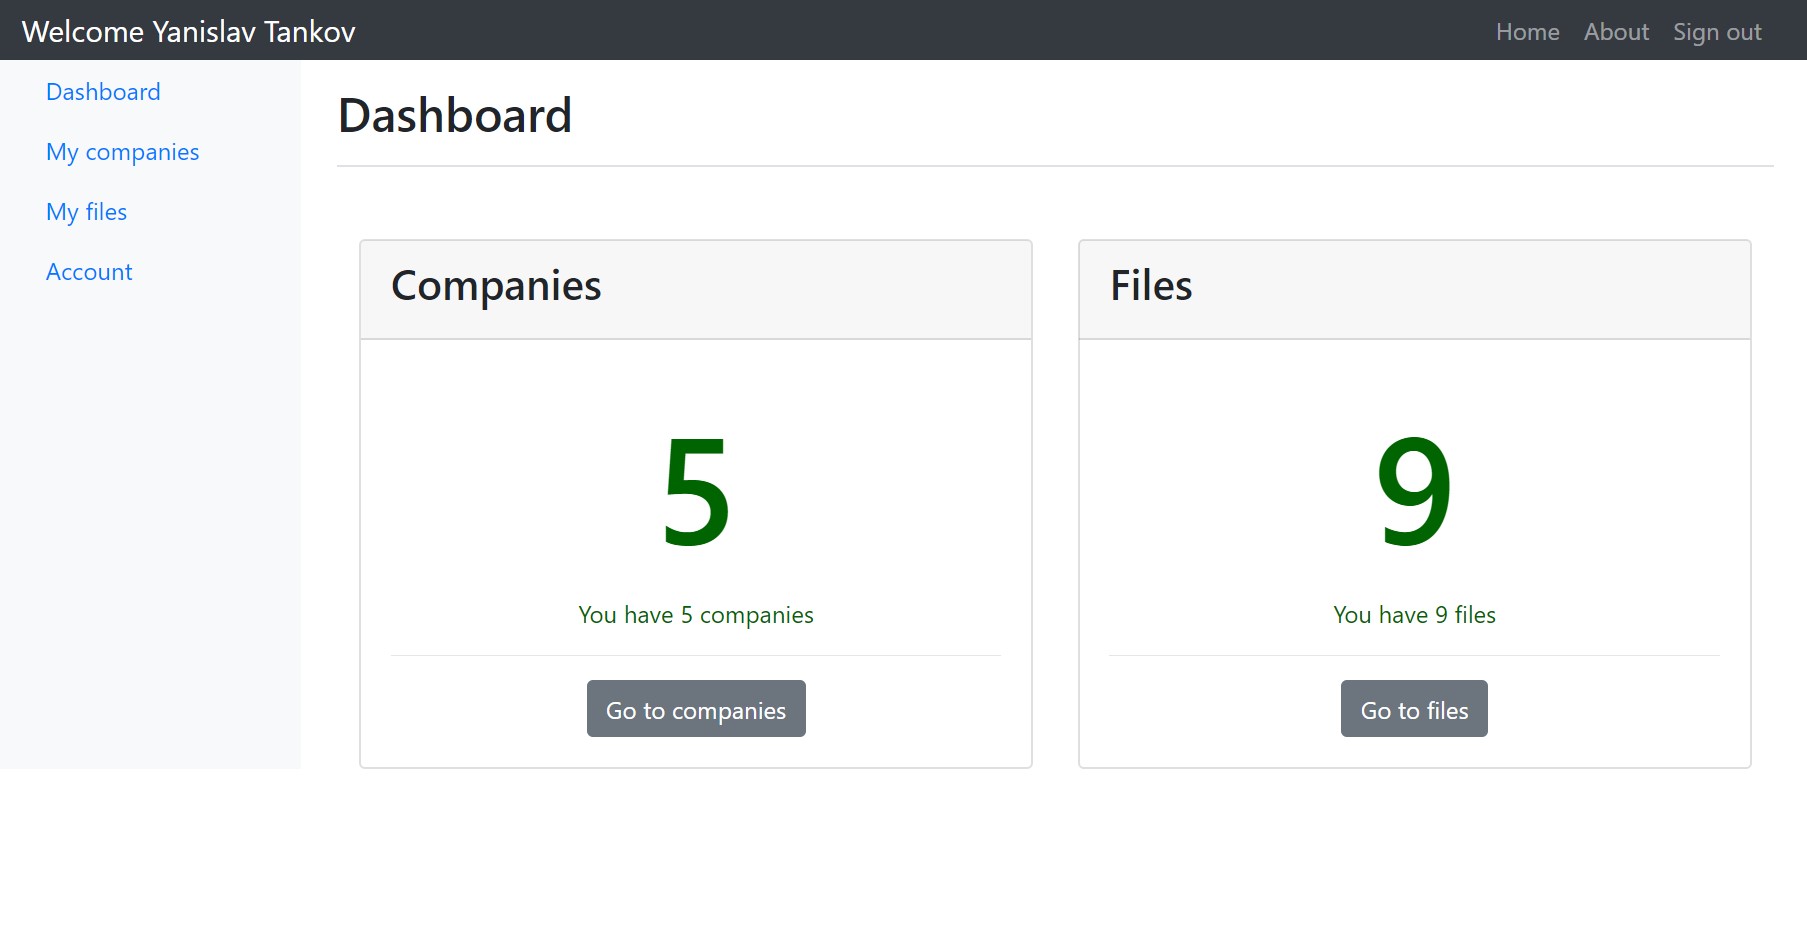 Welcome Yanislav Tankov
Home About Sign out
Dashboard
My companies
My files
Account
Dashboard
Companies
5
You have 5 companies
Go to companies
Files
9
You have 9 files
Go to files